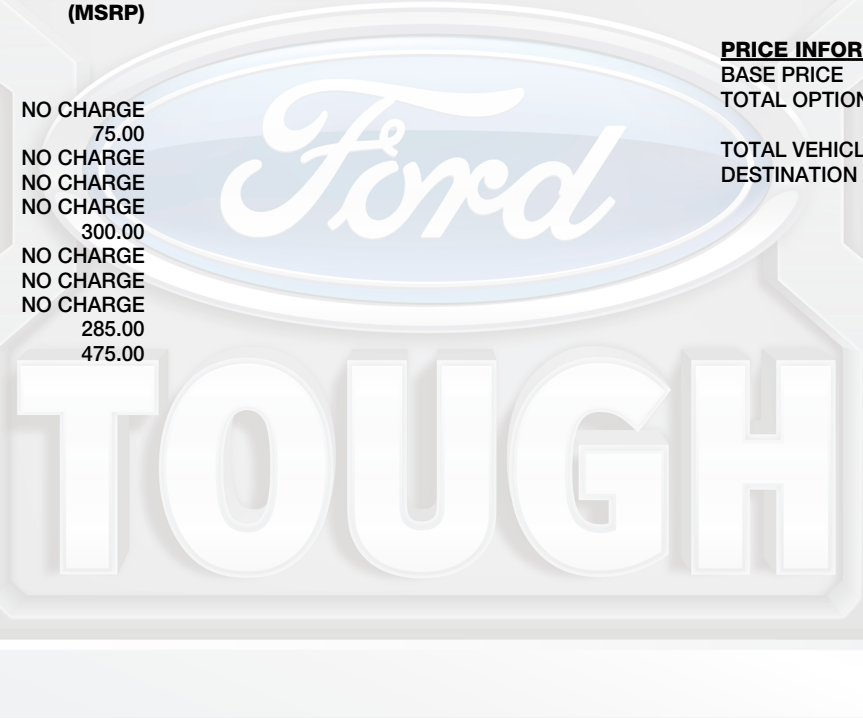 (MSRP)
NO CHARGE
75.00
NO CHARGE
NO CHARGE
NO CHARGE
300.00
NO CHARGE
NO CHARGE
NO CHARGE
285.00
475.00
PRICE INFOR
BASE PRICE
TOTAL OPTION
TOTAL VEHICL
DESTINATION
Ford
TOUGH